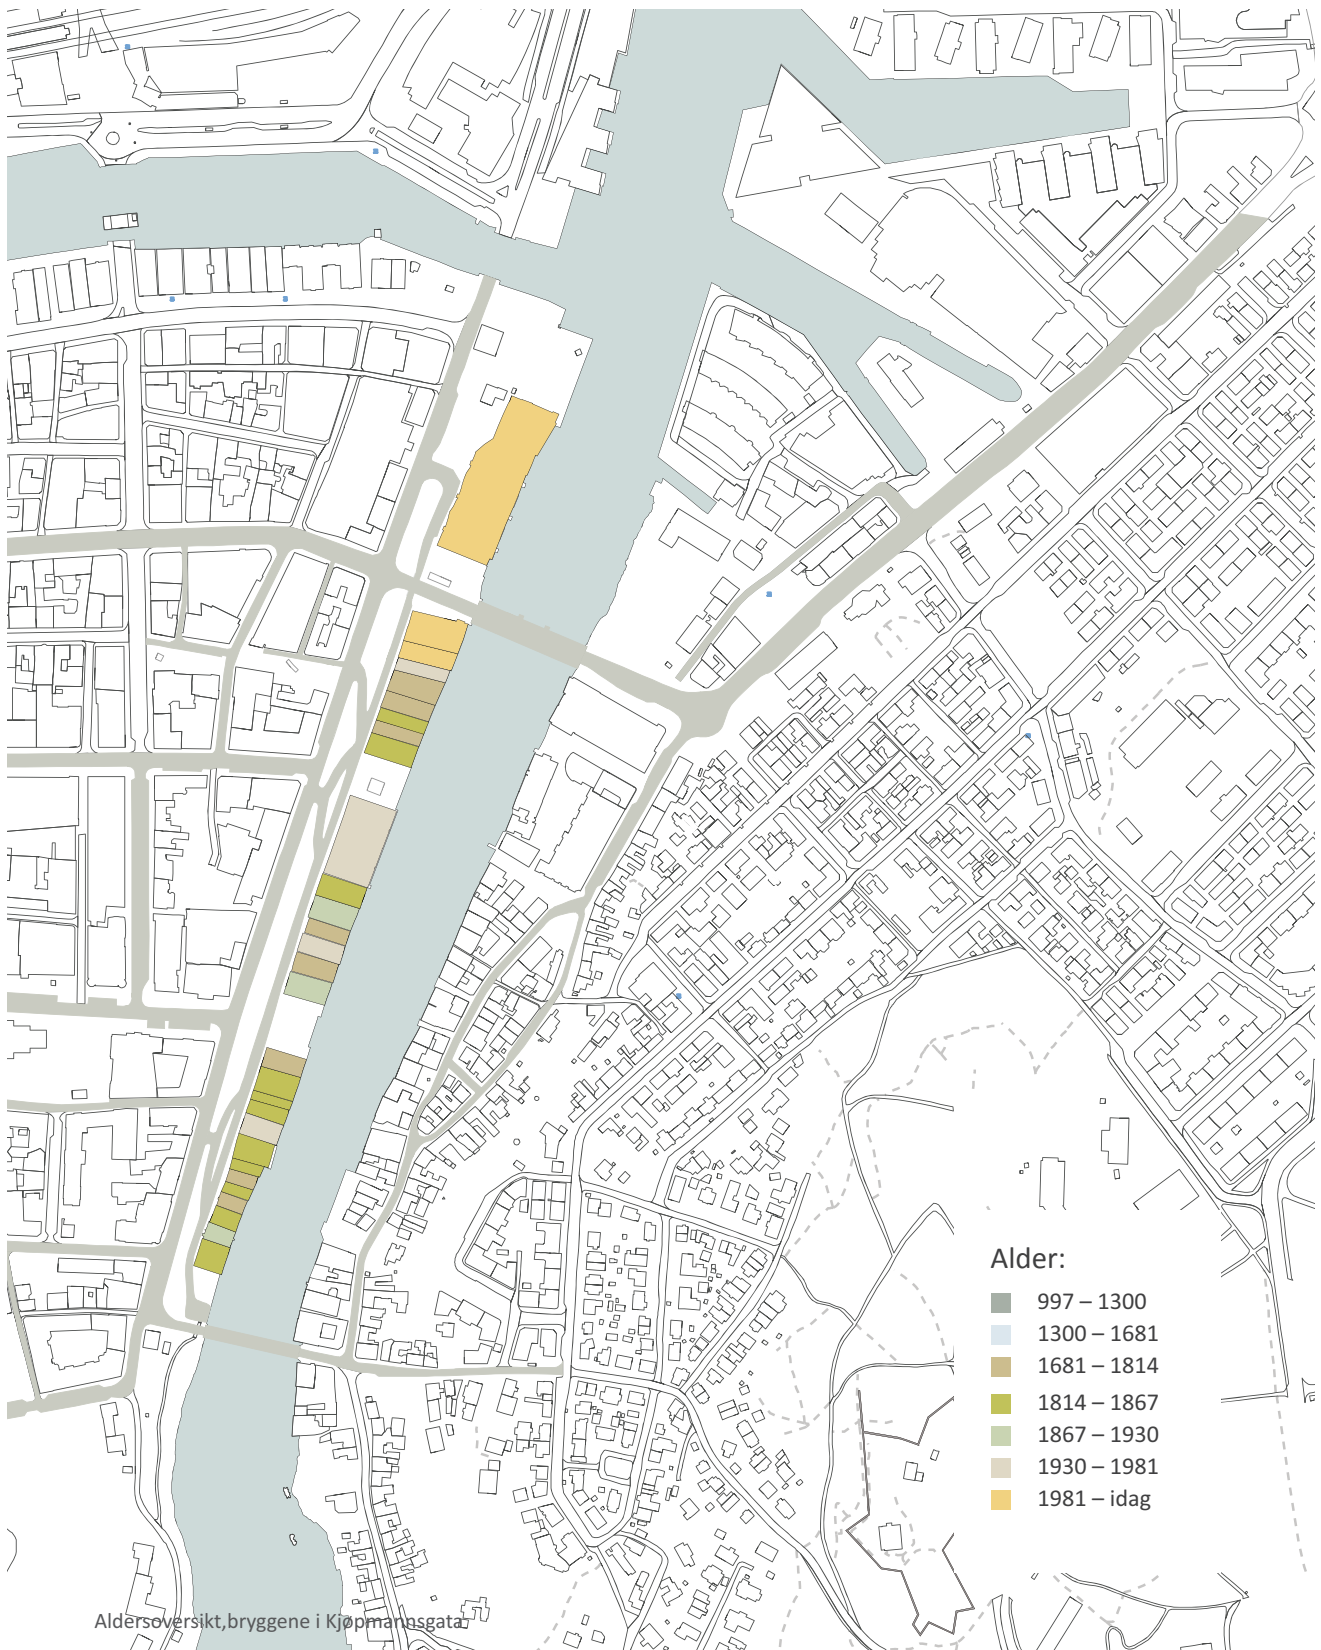 Alder:
997 – 1300
1300 – 1681
1681 – 1814
1814 – 1867
1867 – 1930
1930 – 1981
1981 – idag
Aldersoversikt,bryggene i Kjøpmannsgata.